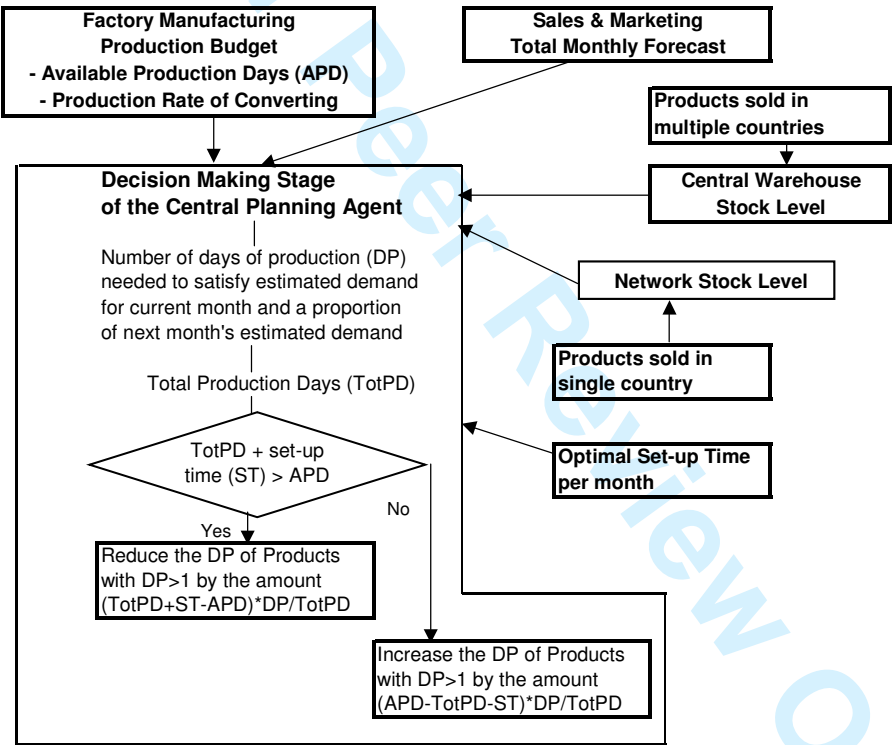 Factory Manufacturing
Production Budget
- Available Production Days (APD)
- Production Rate of Converting
Sales & Marketing
Total Monthly Forecast
Products sold in
multiple countries
Central Warehouse
Stock Level
Decision Making Stage
of the Central Planning Agent
Number of days of production (DP)
needed to satisfy estimated demand
for current month and a proportion
of next month's estimated demand
Network Stock Level
Products sold in
single country
Total Production Days (TotPD)
TotPD + set-up
time (ST) > APD
Optimal Set-up Time
per month
No
Yes
Reduce the DP of Products
with DP>1 by the amount
(TotPD+ST-APD)*DP/TotPD
Increase the DP of Products
with DP>1 by the amount
(APD-TotPD-ST)*DP/TotPD
Peer Review O